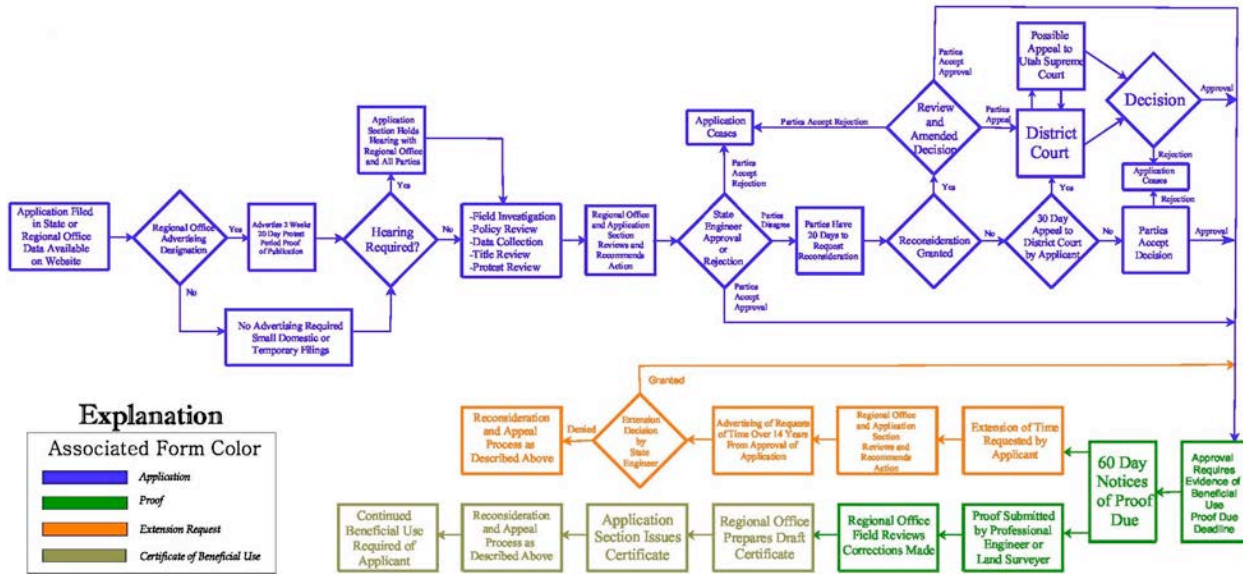 Application Filed
in State or
Regional Office
Data Available
on Website
Regional Office
Advertising
Designation
Yes
No
Advertize 2 Weeks
20 Day Protest
Period Proof
of Publication
No Advertizing Required
Small Domestic or
Temporary Filings
Hearing
Required?
Yes
No
Application
Section Holds
Hearing with
Regional Office
and All Parties
-Field Investigation
-Policy Review
-Data Collection
-Title Review
-Protest Review
Regional Office
and Application
Section
Reviews and
Recommends
Action
State
Engineer
Approval
or
Rejection
Parties
Accept
Rejection
Application
Ceases
Parties
Disagree
Parties
Accept
Approval
Parties Have
20 Days to
Request
Reconsideration
Reconsideration
Granted
Yes
No
Review
and
Amended
Decision
Parties Accept Rejection
Parties
Accept
Approval
Parties
Appeal
30 Day
Appeal to
District Court
by Applicant
Yes
No
District
Court
Possible
Appeal to
Utah Supreme
Court
Decision
Approval
Rejection
Application
Ceases
Rejection
Parties
Accept
Decision
Approval
Approval
Requires
Evidence of
Beneficial
Use
Proof Due
Deadline
60 Day
Notices
of Proof
Due
Extension of Time
Requested by
Applicant
Regional Office
and Application
Section
Reviews and
Recommends
Action
Advertising of Requests
of Time Over 14 Years
From Approval of
Application
Extension
Decision
by
State
Engineer
Granted
Denied
Reconsideration
and Appeal
Process as
Described Above
Proof Submitted
by Professional
Engineer or
Land Surveyer
Regional Office
Field Reviews
Corrections Made
Regional Office
Prepares Draft
Certificate
Application
Section Issues
Certificate
Reconsideration
and Appeal
Process as
Described Above
Continued
Beneficial Use
Required of
Applicant
Explanation
Associated Form Color
Application
Proof
Extension Request
Certificate of Beneficial Use